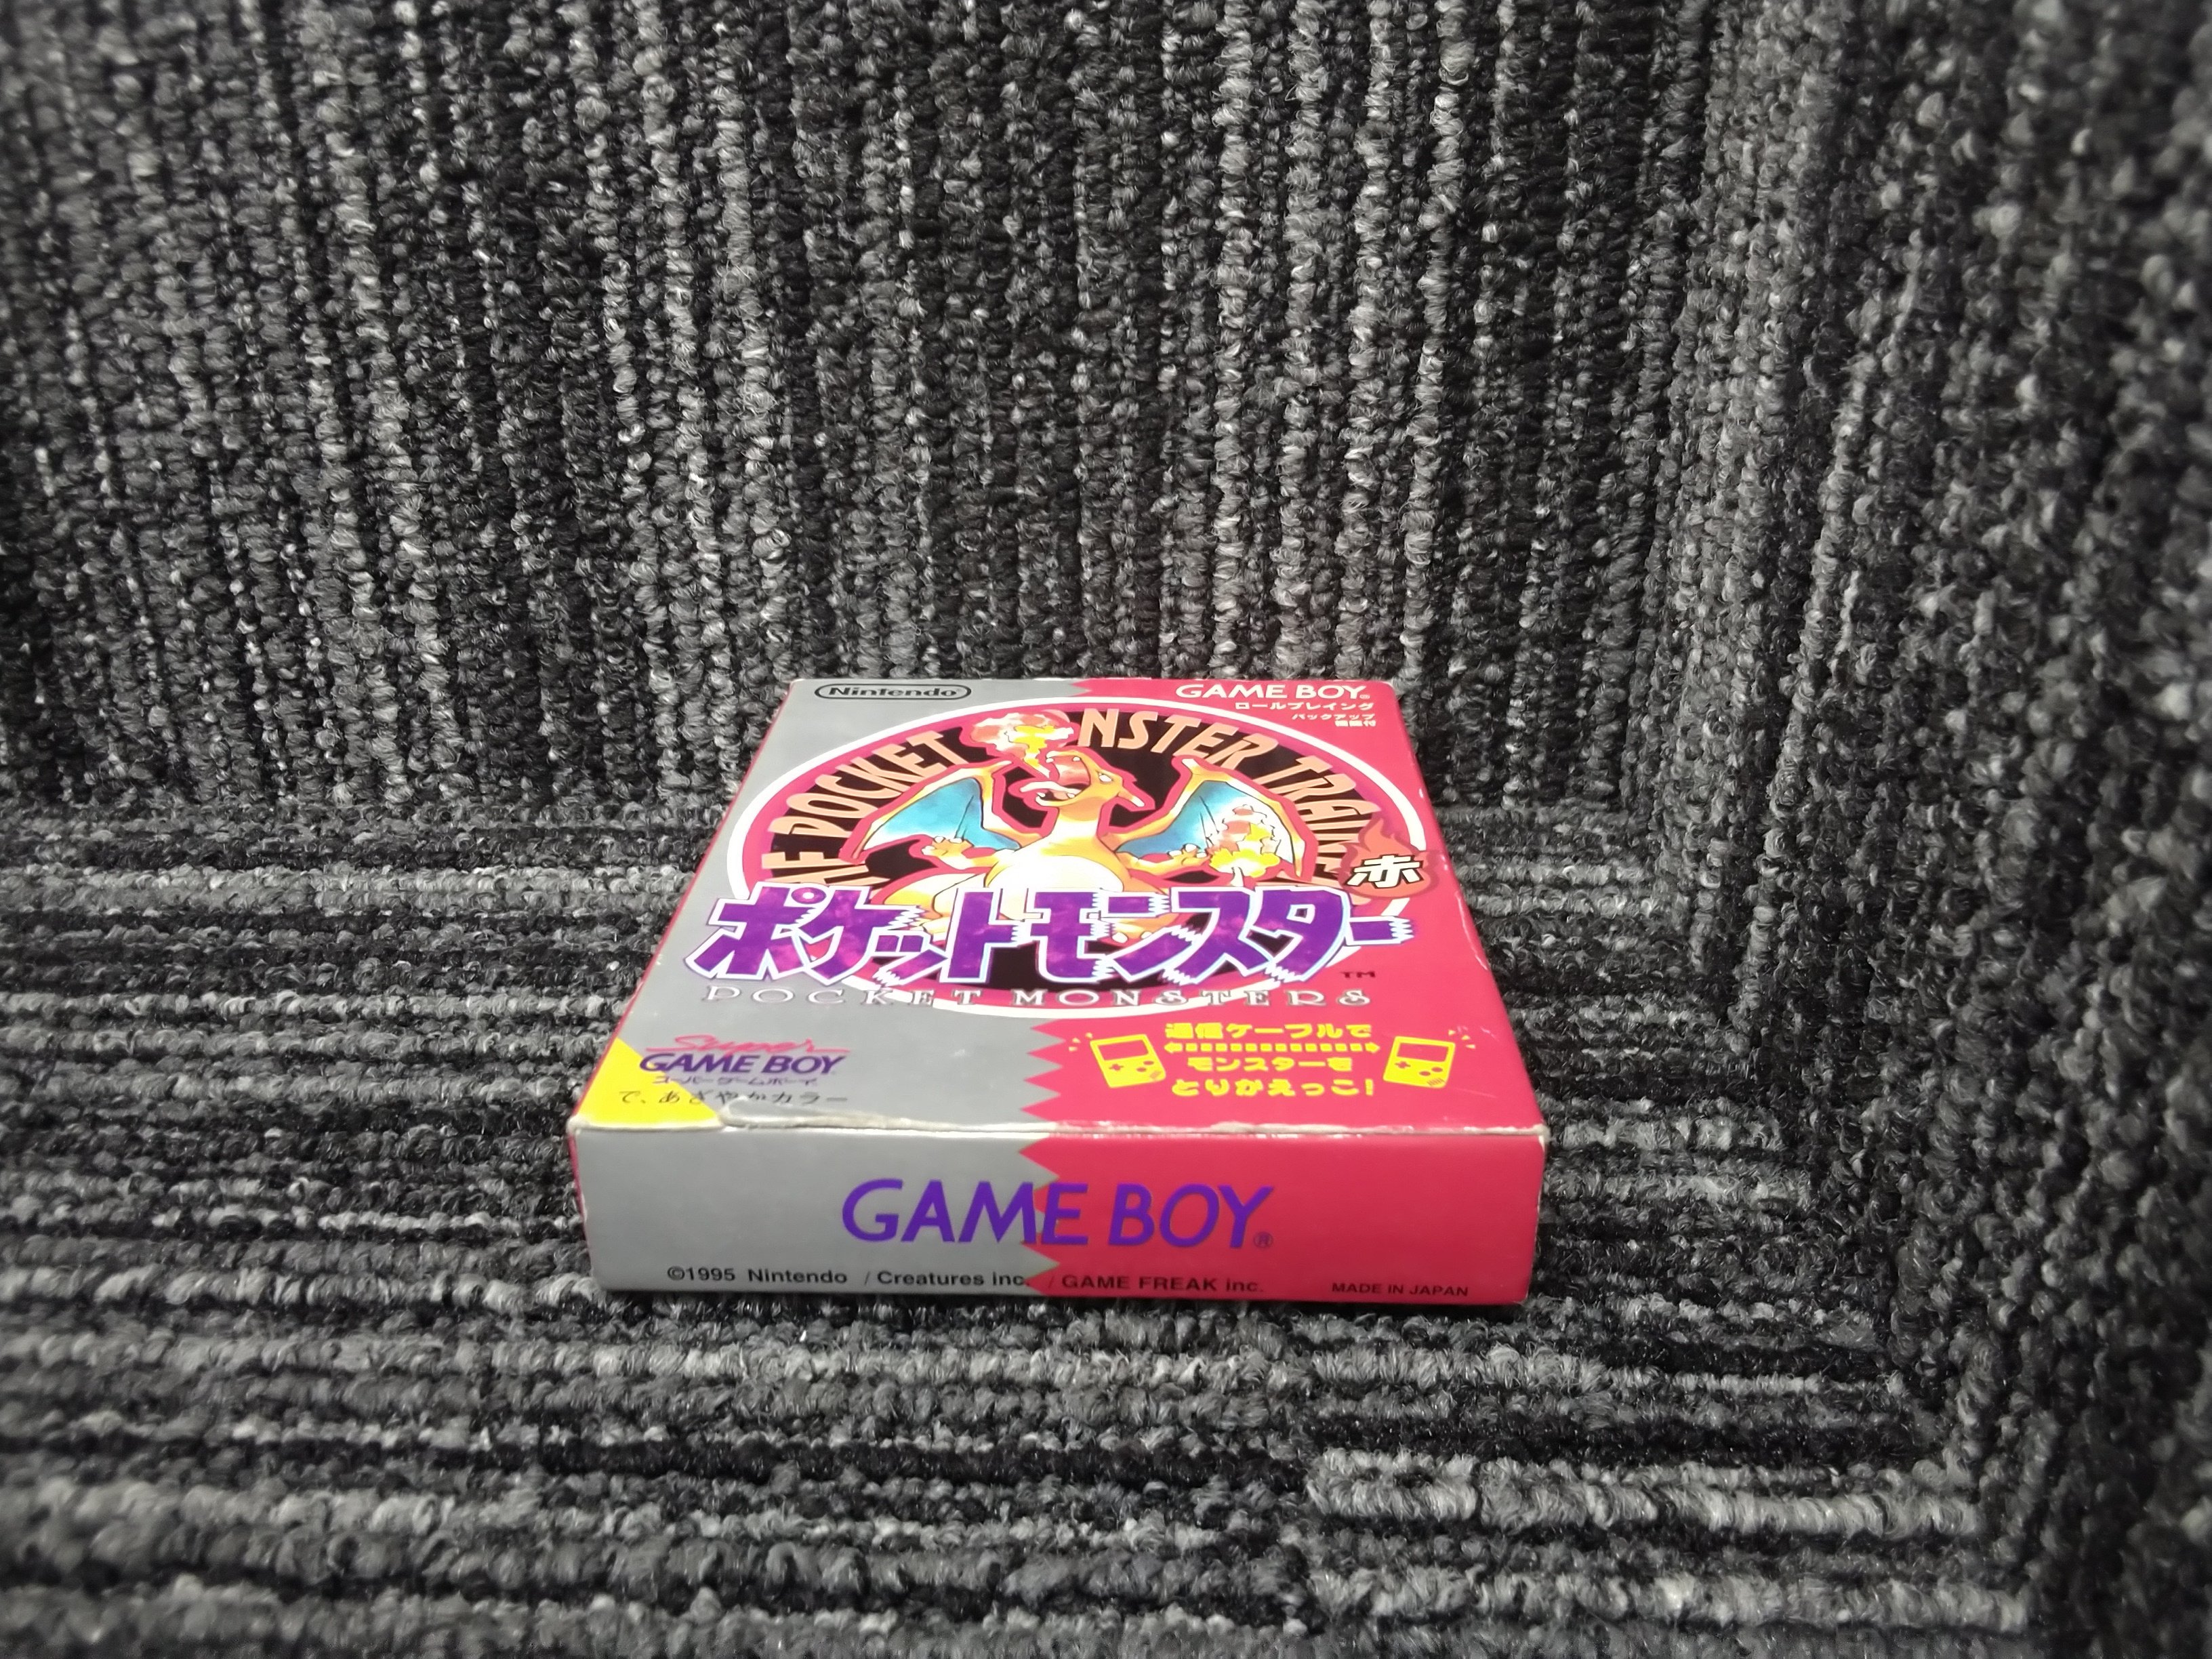 Nintendo
GAME BOY®
ロールプレイング
バックアップ
機能付
THE POCKET MONSTER TRAINER
赤
ポケットモンスター
TM
POCKET MONSTERS
Super
GAME BOY
スーパーゲームボーイ
で、あざやかカラー
通信ケーブルで
モンスターを
とりかえっこ!
GAME BOY®
©1995 Nintendo / Creatures inc. / GAME FREAK inc.
MADE IN JAPAN